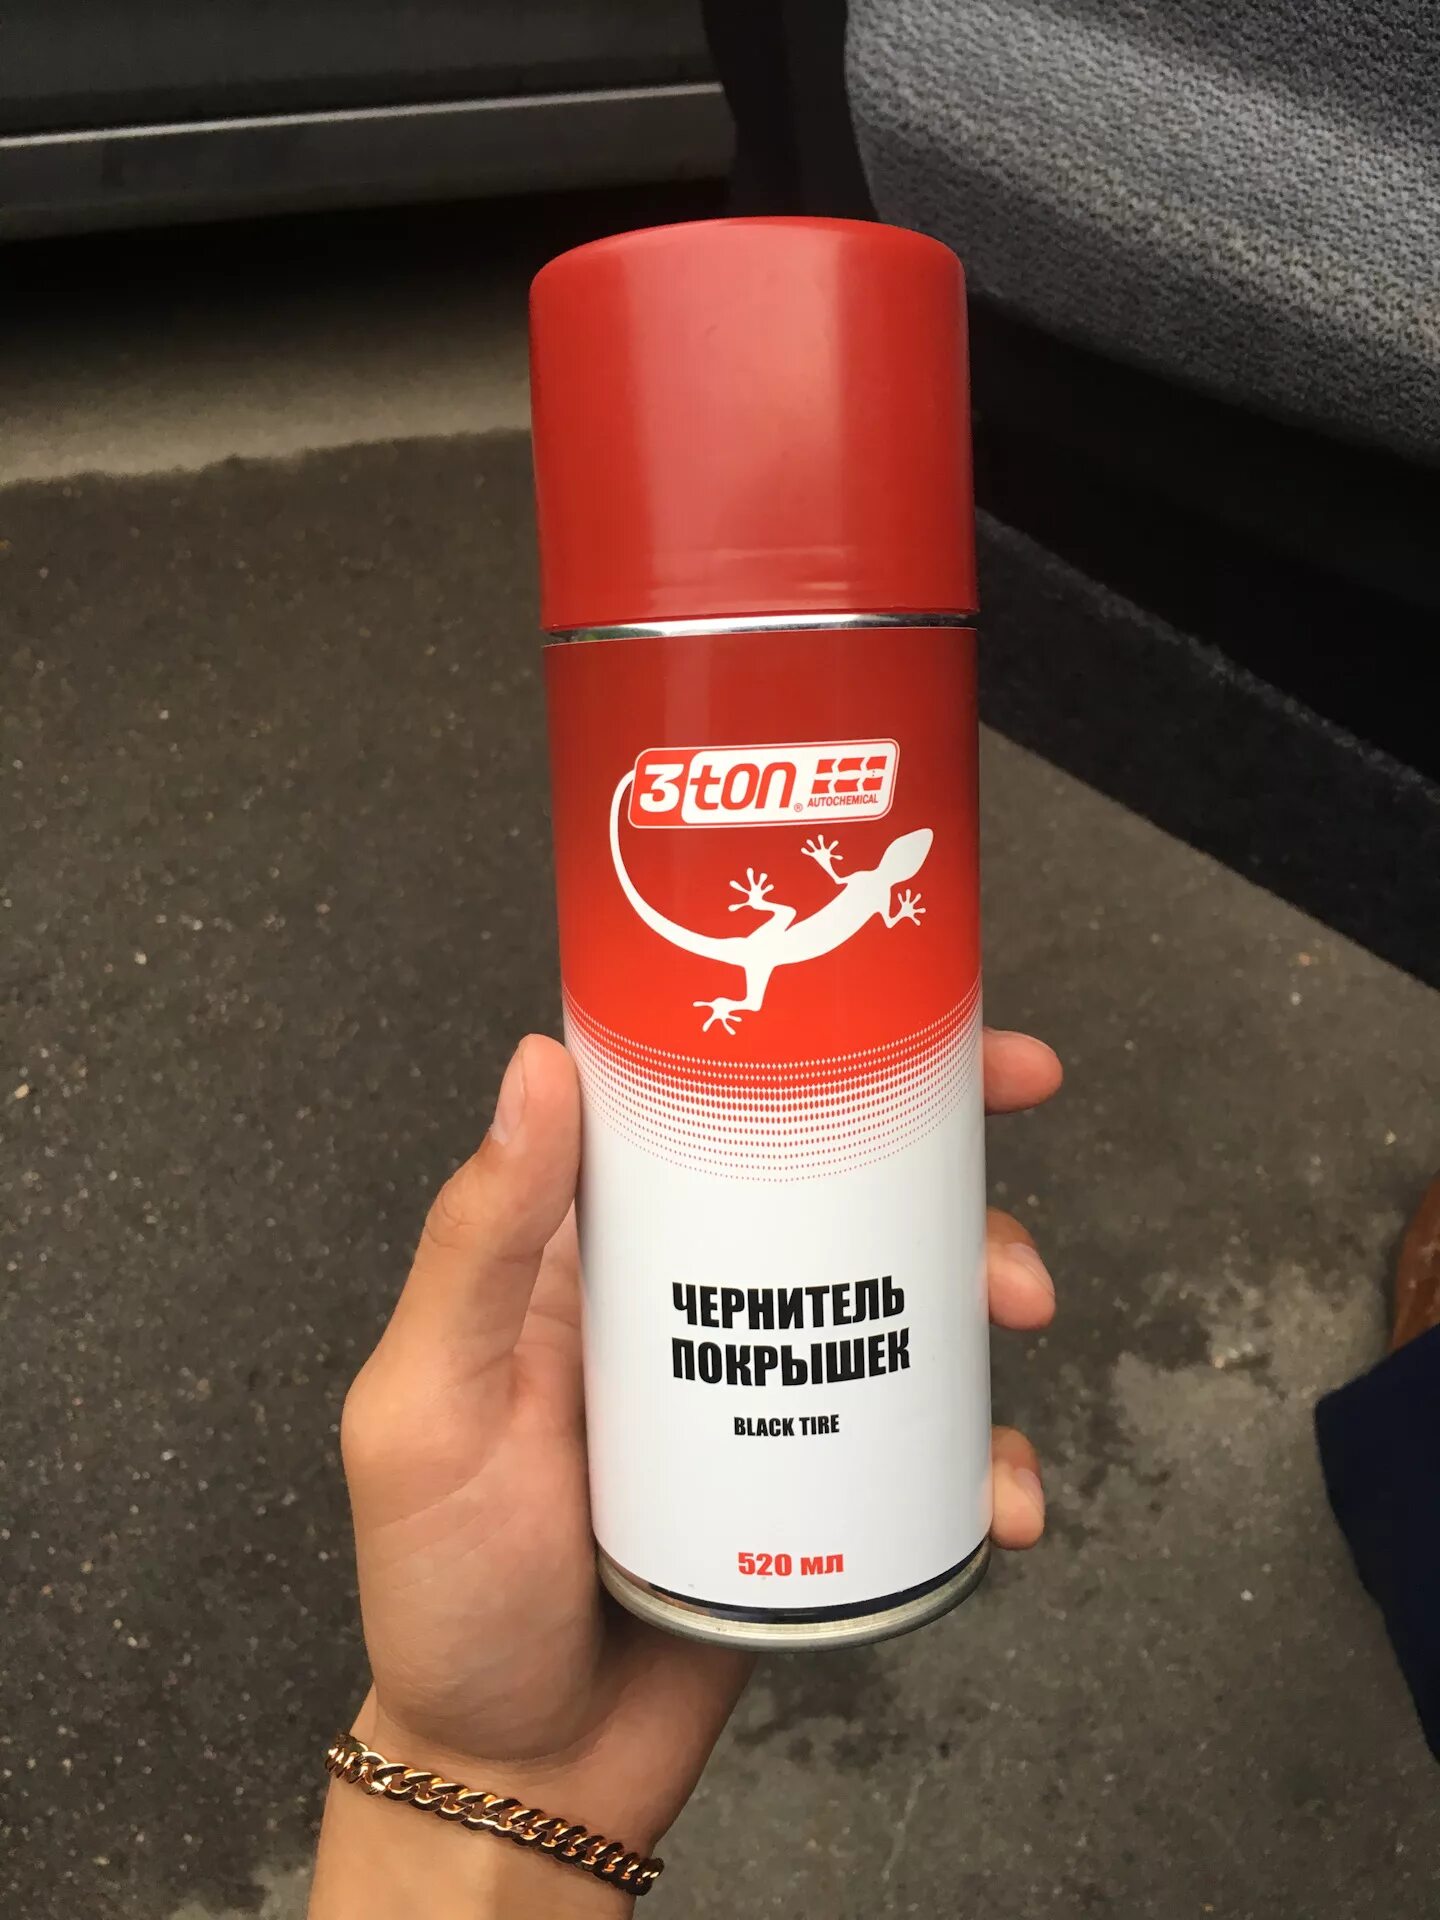 3ton®
AUTOCHEMICAL
ЧЕРНИТЕЛЬ
ПОКРЫШЕК
BLACK TIRE
520 мл